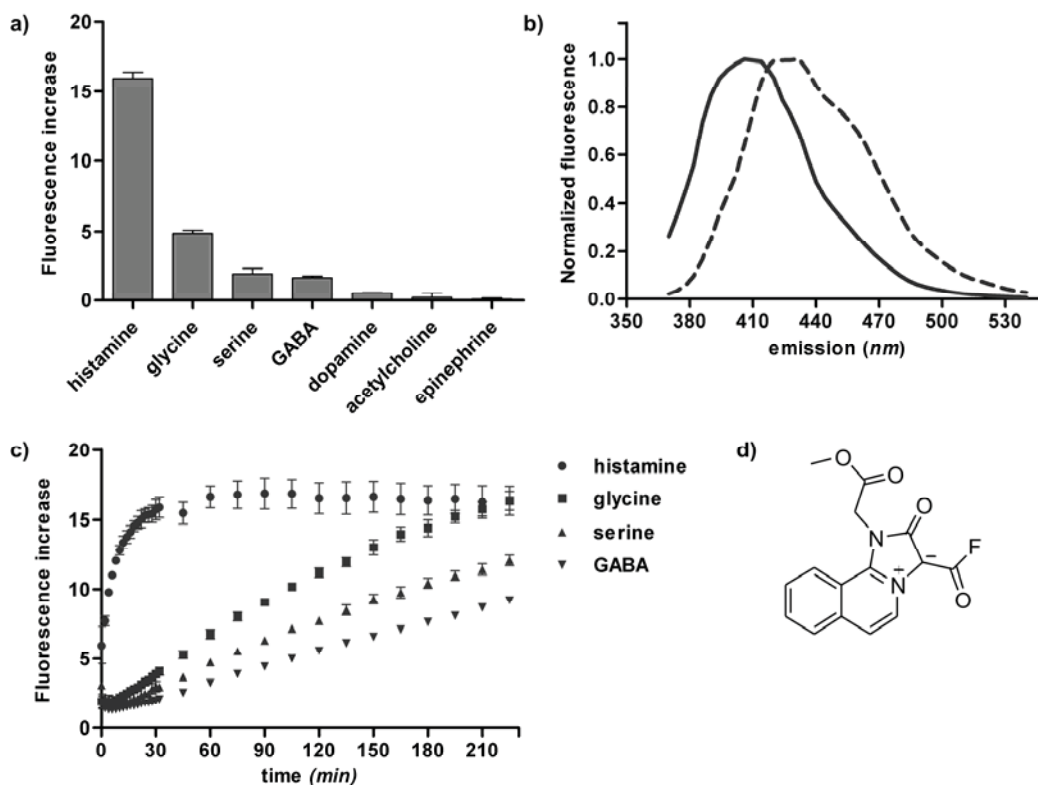 a)
Fluorescence increase
20
15
10
5
0
histamine
glycine
serine
GABA
dopamine
acetylcholine
epinephrine
b)
Normalized fluorescence
1.0
0.8
0.6
0.4
0.2
0.0
350 380 410 440 470 500 530
emission (nm)
c)
Fluorescence increase
20
15
10
5
0
0 30 60 90 120 150 180 210
time (min)
histamine
glycine
serine
GABA
d)
O
O
O
N
F
N
+
−
O